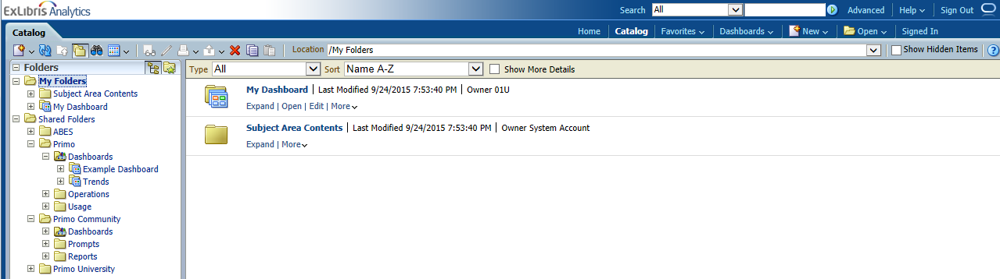 ExLibris Analytics Search All Advanced Help Sign Out
Catalog Home Catalog Favorites Dashboards New Open Signed In
Location /My Folders Show Hidden Items
Folders
My Folders
Subject Area Contents
My Dashboard
Shared Folders
ABES
Primo
Dashboards
Example Dashboard
Trends
Operations
Usage
Primo Community
Dashboards
Prompts
Reports
Primo University
Type All Sort Name A-Z Show More Details
My Dashboard | Last Modified 9/24/2015 7:53:40 PM | Owner 01U
Expand | Open | Edit | More
Subject Area Contents | Last Modified 9/24/2015 7:53:40 PM | Owner System Account
Expand | More